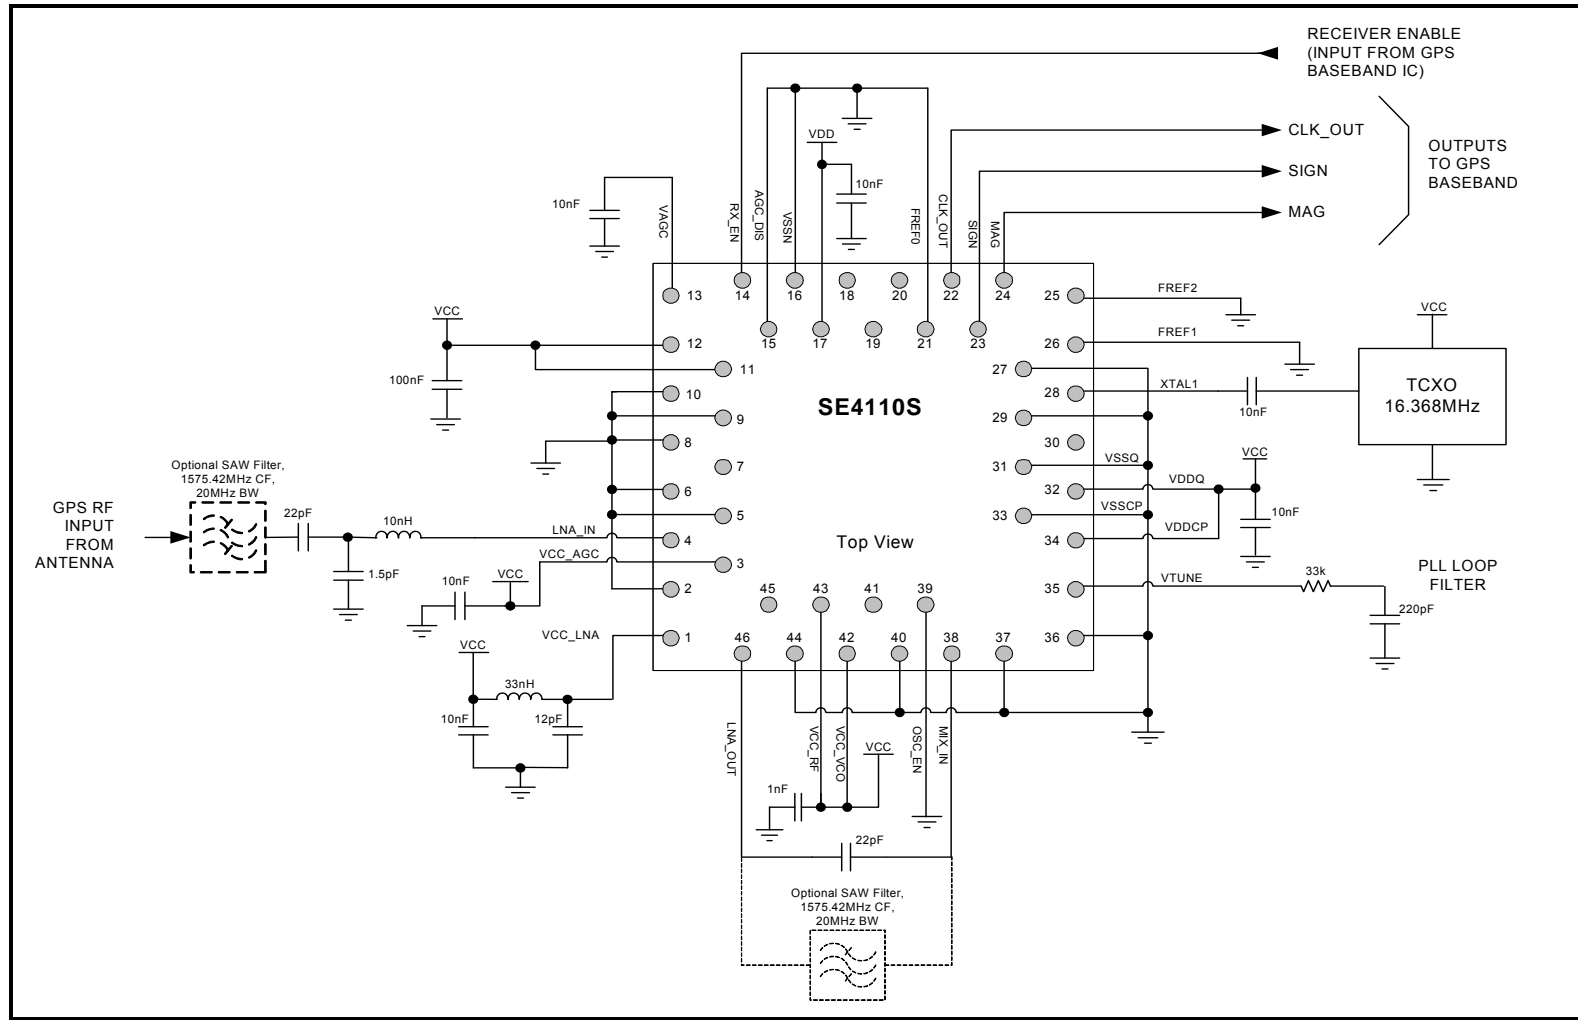 RECEIVER ENABLE
(INPUT FROM GPS
BASEBAND IC)
CLK_OUT
SIGN
MAG
OUTPUTS
TO GPS
BASEBAND
VDD
10nF
10nF
VAGC
RX_EN
AGC_DIS
VSSN
FREF0
CLK_OUT
SIGN
MAG
13
14
16
18
20
22
24
25
FREF2
15
17
19
21
23
VCC
12
26
FREF1
VCC
11
27
100nF
10
28
XTAL1
10nF
TCXO
16.368MHz
SE4110S
9
29
8
30
7
31
VSSQ
VCC
6
32
VDDQ
10nF
5
33
VSSCP
4
34
VDDCP
Optional SAW Filter,
1575.42MHz CF,
20MHz BW
GPS RF
INPUT
FROM
ANTENNA
22pF
10nH
LNA_IN
1.5pF
VCC_AGC
3
Top View
10nF
VCC
2
35
VTUNE
33k
220pF
PLL LOOP
FILTER
45
43
41
39
VCC_LNA
1
46
44
42
40
38
37
36
VCC
33nH
10nF
12pF
LNA_OUT
VCC_RF
VCC_VCO
VCC
OSC_EN
MIX_IN
1nF
22pF
Optional SAW Filter,
1575.42MHz CF,
20MHz BW